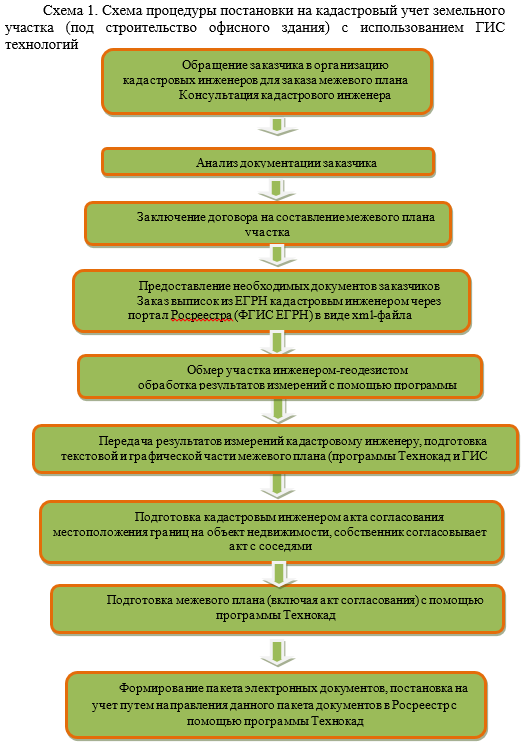 Схема 1. Схема процедуры постановки на кадастровый учет земельного
участка (под строительство офисного здания) с использованием ГИС
технологий
Обращение заказчика в организацию
кадастровых инженеров для заказа межевого плана
Консультация кадастрового инженера
Анализ документации заказчика
Заключение договора на составление межевого плана
участка
Предоставление необходимых документов заказчиков
Заказ выписок из ЕГРН кадастровым инженером через
портал Росреестра (ФГИС ЕГРН) в виде xml-файла
Обмер участка инженером-геодезистом
обработка результатов измерений с помощью программы
Передача результатов измерений кадастровому инженеру, подготовка
текстовой и графической части межевого плана (программы Технокад и ГИС
Подготовка кадастровым инженером акта согласования
местоположения границ на объект недвижимости, собственник согласовывает
акт с соседями
Подготовка межевого плана (включая акт согласования) с помощью
программы Технокад
Формирование пакета электронных документов, постановка на
учет путем направления данного пакета документов в Росреестр с
помощью программы Технокад